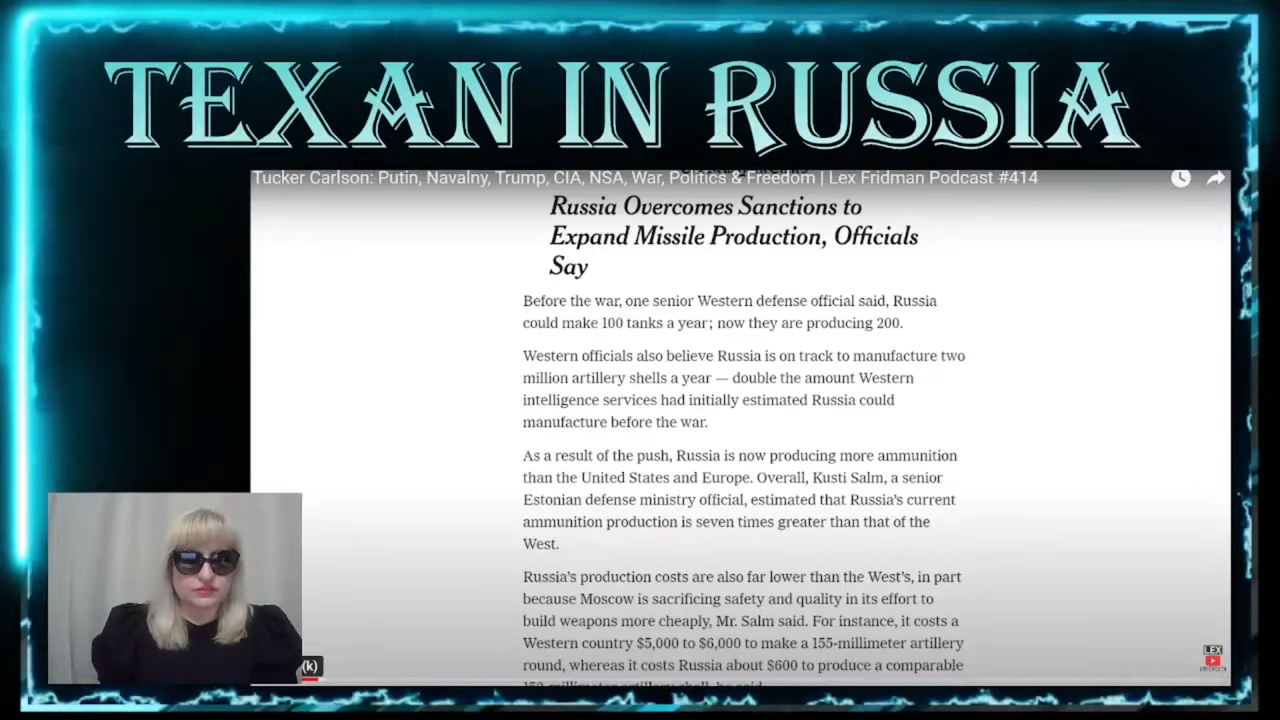 TEXAN IN RUSSIA
Tucker Carlson: Putin, Navalny, Trump, CIA, NSA, War, Politics & Freedom | Lex Fridman Podcast #414
Russia Overcomes Sanctions to
Expand Missile Production, Officials
Say
Before the war, one senior Western defense official said, Russia
could make 100 tanks a year; now they are producing 200.
Western officials also believe Russia is on track to manufacture two
million artillery shells a year — double the amount Western
intelligence services had initially estimated Russia could
manufacture before the war.
As a result of the push, Russia is now producing more ammunition
than the United States and Europe. Overall, Kusti Salm, a senior
Estonian defense ministry official, estimated that Russia's current
ammunition production is seven times greater than that of the
West.
Russia's production costs are also far lower than the West's, in part
because Moscow is sacrificing safety and quality in its effort to
build weapons more cheaply, Mr. Salm said. For instance, it costs a
Western country $5,000 to $6,000 to make a 155-millimeter artillery
round, whereas it costs Russia about $600 to produce a comparable
(k)
LEX